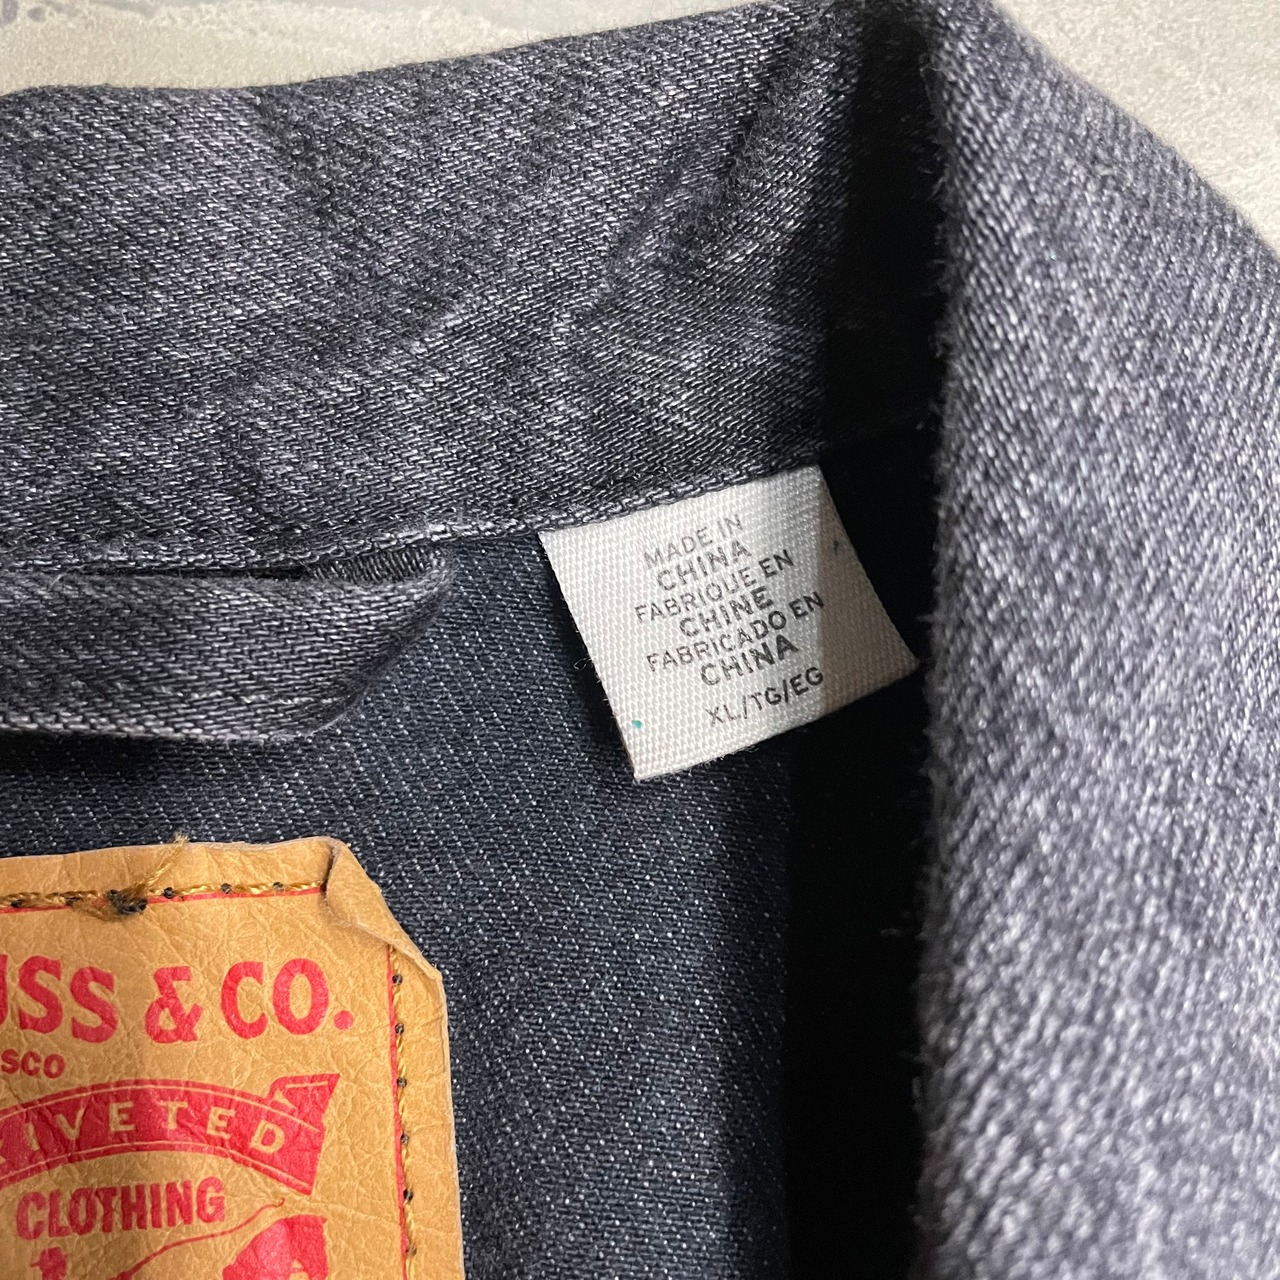 MADE IN
CHINA
FABRIQUE EN
CHINE
FABRICADO EN
CHINA
XL/TG/EG
USS & CO.
SCO
IVETED
CLOTHING